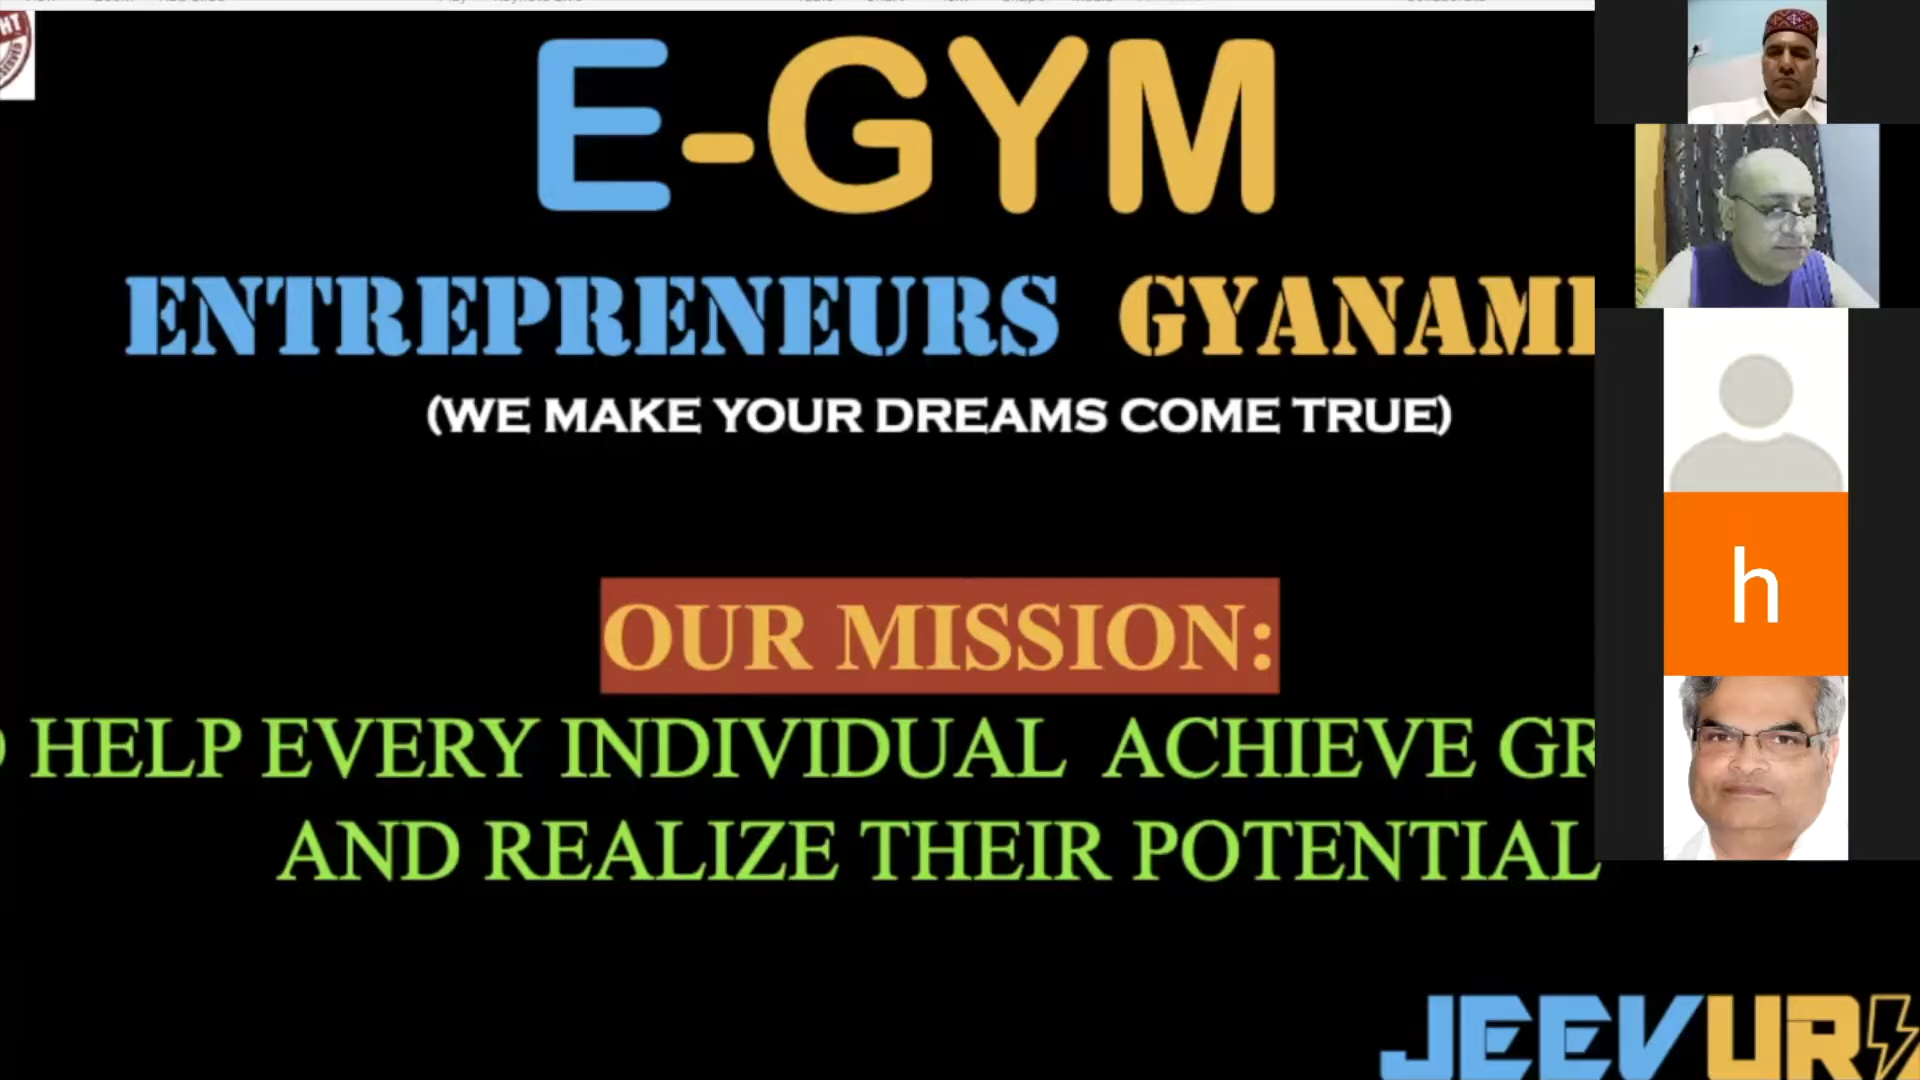 E-GYM
ENTREPRENEURS GYANAM
(WE MAKE YOUR DREAMS COME TRUE)
OUR MISSION:
HELP EVERY INDIVIDUAL ACHIEVE GR
AND REALIZE THEIR POTENTIAL
h
JEEVUR